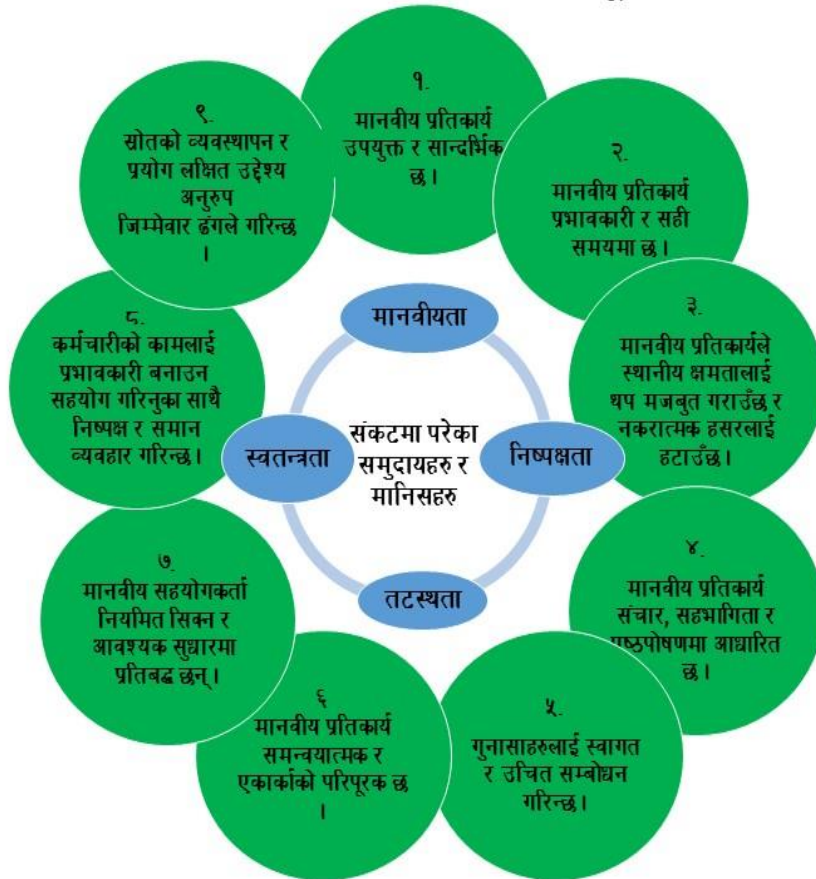 १.
मानवीय प्रतिकार्य
उपयुक्त र सान्दर्भिक
छ ।
२.
मानवीय प्रतिकार्य
प्रभावकारी र सही
समयमा छ ।
३.
मानवीय प्रतिकार्यले
स्थानीय क्षमतालाई
थप मजबुत गराउँछ र
नकरात्मक हसरलाई
हटाउँछ ।
४.
मानवीय प्रतिकार्य
संचार, सहभागिता र
पृष्ठपोषणमा आधारित
छ ।
५.
गुनासाहरुलाई स्वागत
र उचित सम्बोधन
गरिन्छ ।
६
मानवीय प्रतिकार्य
समन्वयात्मक र
एकार्काको परिपूरक छ
।
७.
मानवीय सहयोगकर्ता
नियमित सिक्न र
आवश्यक सुधारमा
प्रतिबद्ध छन् ।
८.
कर्मचारीको कामलाई
प्रभावकारी बनाउन
सहयोग गरिनुका साथै
निष्पक्ष र समान
व्यवहार गरिन्छ ।
९.
स्रोतको व्यवस्थापन र
प्रयोग लक्षित उद्देश्य
अनुरुप
जिम्मेवार ढंगले गरिन्छ
।
मानवीयता
निष्पक्षता
तटस्थता
स्वतन्त्रता
संकटमा परेका
समुदायहरु र
मानिसहरु